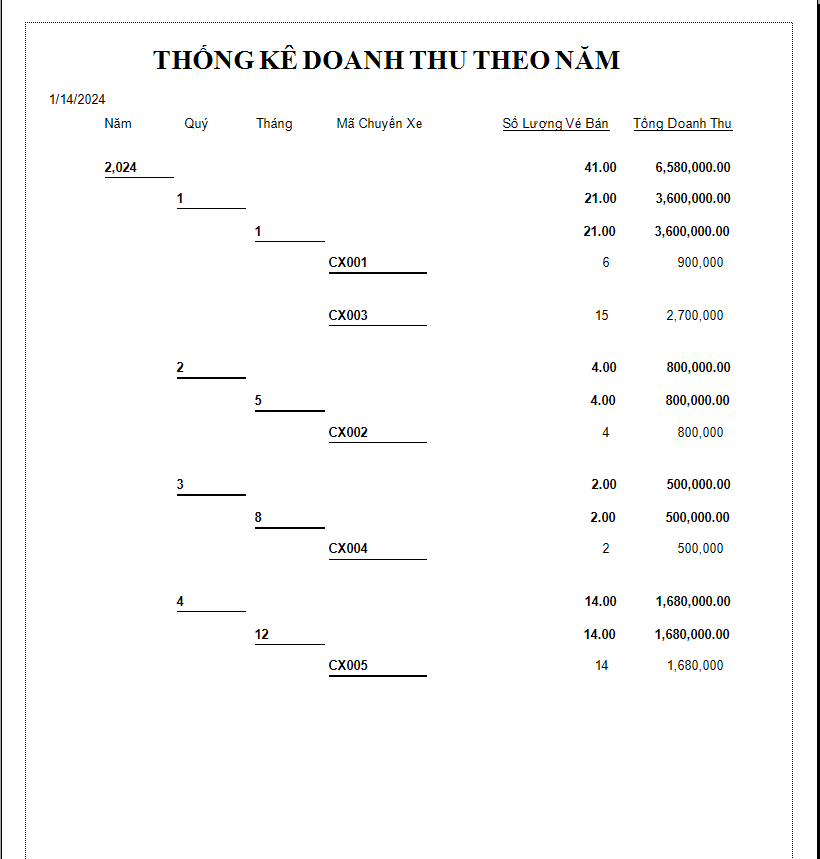 THỐNG KÊ DOANH THU THEO NĂM
1/14/2024
Năm Quý Tháng Mã Chuyến Xe Số Lượng Vé Bán Tổng Doanh Thu
2,024 41.00 6,580,000.00
1 21.00 3,600,000.00
1 21.00 3,600,000.00
CX001 6 900,000
CX003 15 2,700,000
2 4.00 800,000.00
5 4.00 800,000.00
CX002 4 800,000
3 2.00 500,000.00
8 2.00 500,000.00
CX004 2 500,000
4 14.00 1,680,000.00
12 14.00 1,680,000.00
CX005 14 1,680,000